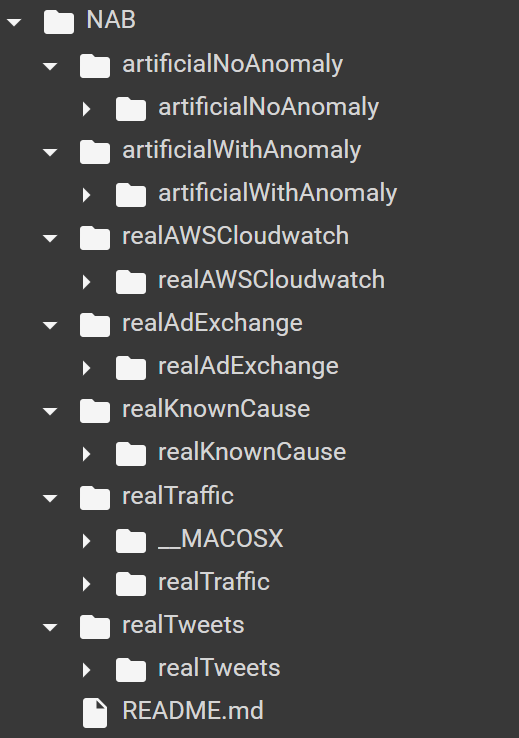 NAB
artificialNoAnomaly
artificialNoAnomaly
artificialWithAnomaly
artificialWithAnomaly
realAWSCloudwatch
realAWSCloudwatch
realAdExchange
realAdExchange
realKnownCause
realKnownCause
realTraffic
__MACOSX
realTraffic
realTweets
realTweets
README.md